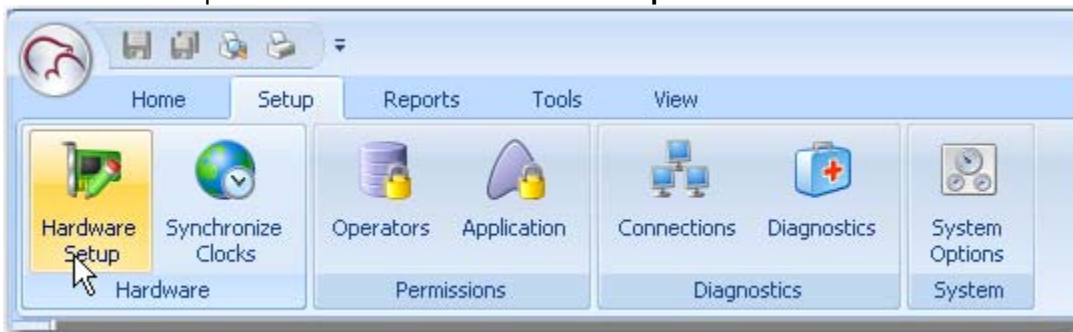 Home Setup Reports Tools View
Hardware Setup Synchronize Clocks Operators Application Connections Diagnostics System Options
Hardware Permissions Diagnostics System